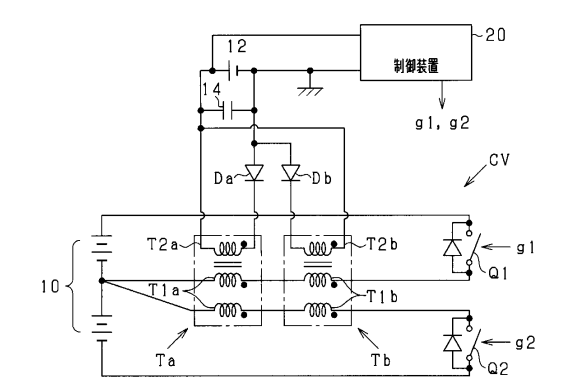 20
12
制御装置
14
g1, g2
CV
Da
Db
T2a
T2b
g1
Q1
10
T1a
T1b
g2
Q2
Ta
Tb